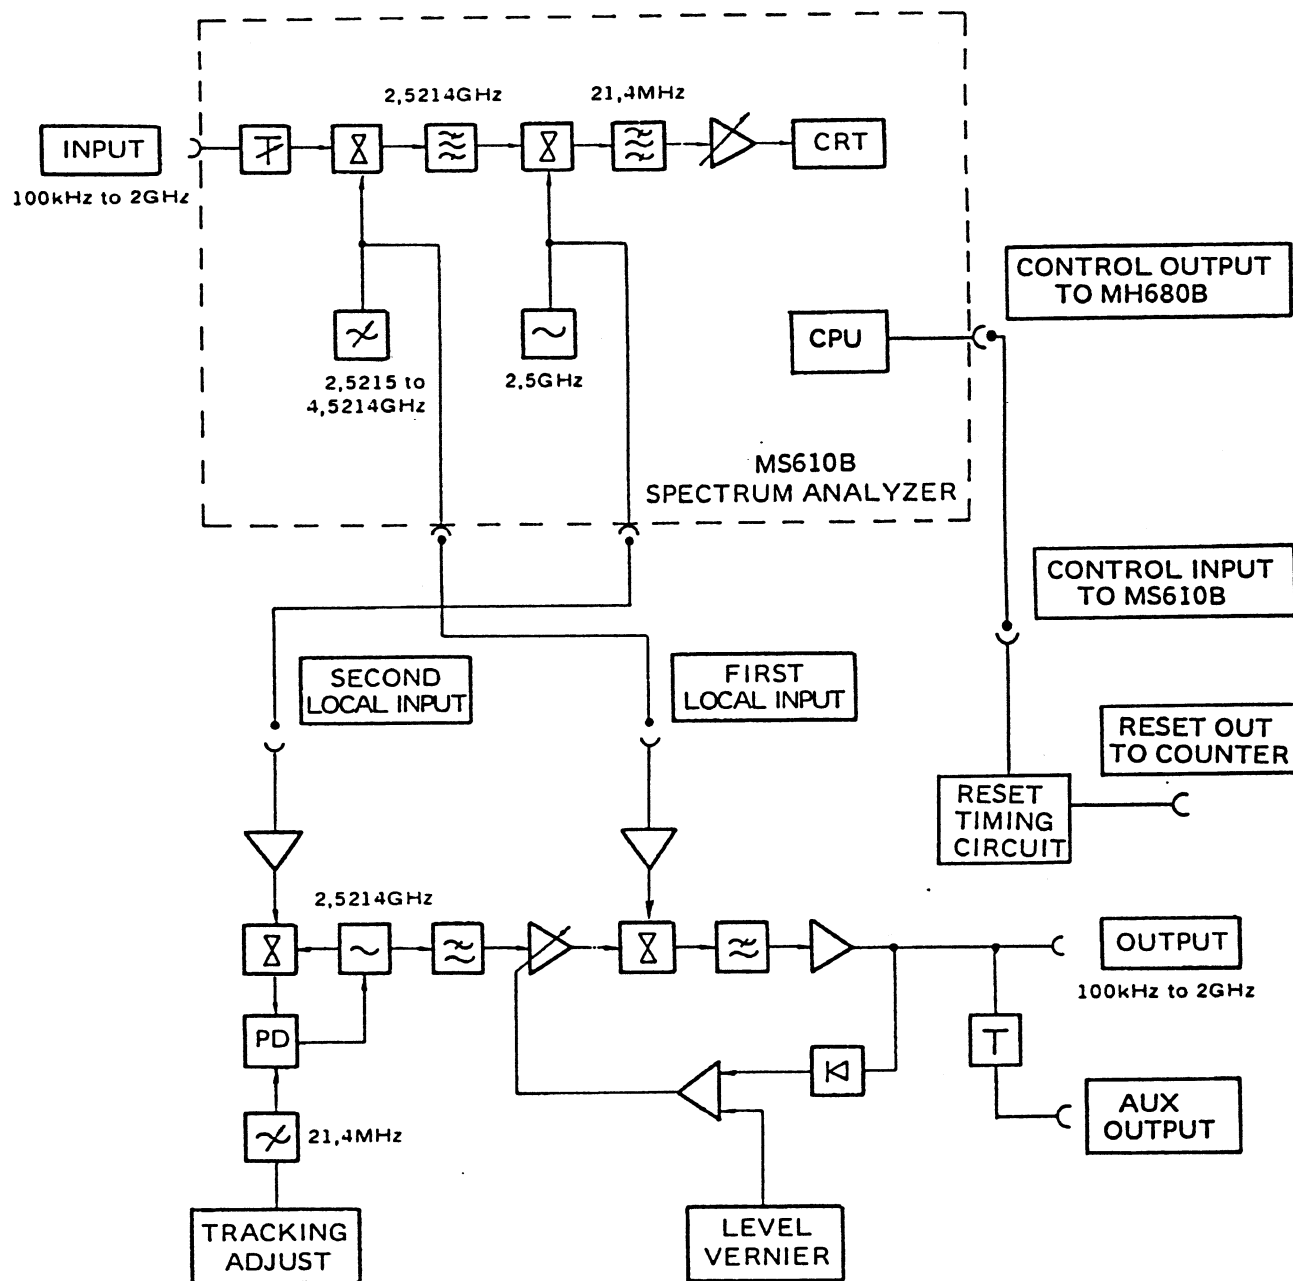 2,5214GHz
21,4MHz
INPUT
CRT
100kHz to 2GHz
CONTROL OUTPUT
TO MH680B
CPU
2,5215 to
4,5214GHz
2,5GHz
MS610B
SPECTRUM ANALYZER
CONTROL INPUT
TO MS610B
SECOND
LOCAL INPUT
FIRST
LOCAL INPUT
RESET OUT
TO COUNTER
RESET
TIMING
CIRCUIT
2,5214GHz
OUTPUT
100kHz to 2GHz
PD
T
AUX
OUTPUT
21,4MHz
TRACKING
ADJUST
LEVEL
VERNIER